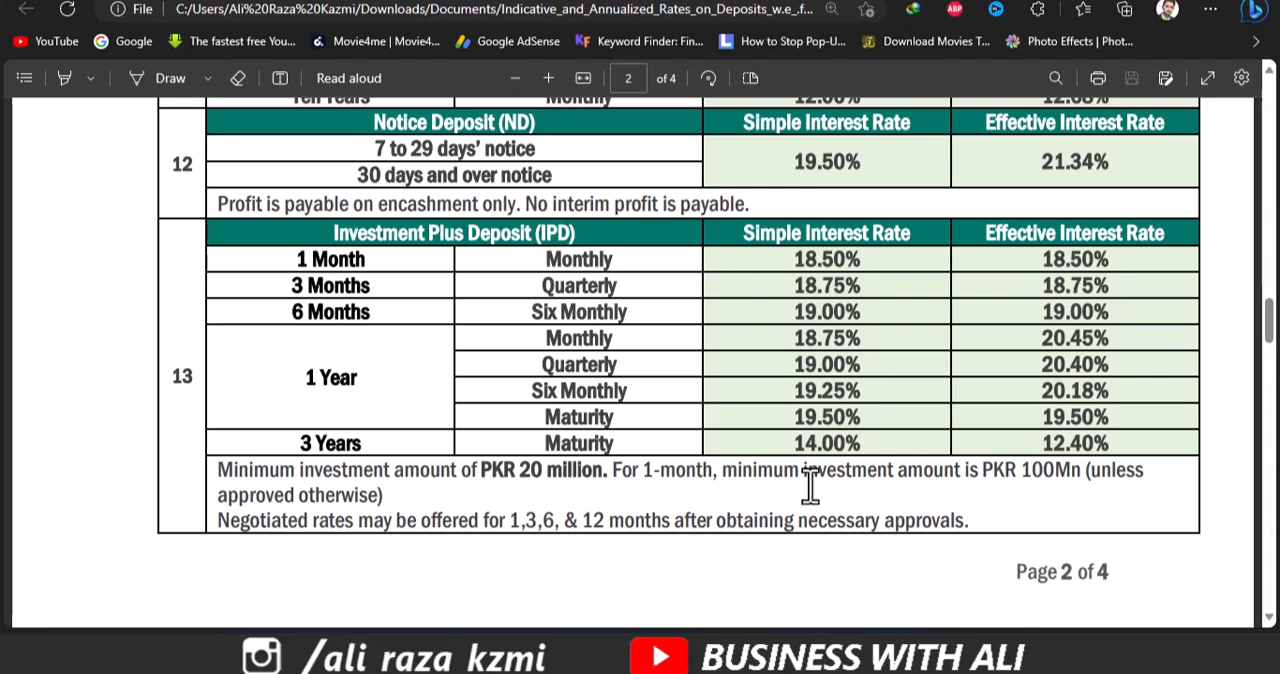 File C:/Users/Ali%20Raza%20Kazmi/Downloads/Documents/Indicative_and_Annualized_Rates_on_Deposits_w.e_.f...
YouTube Google The fastest free You... Movie4me | Movie4... Google AdSense Keyword Finder: Fin... How to Stop Pop-U... Download Movies T... Photo Effects | Phot...
Draw Read aloud 2 of 4
Ten Years Monthly 12.00% 12.68%
12 Notice Deposit (ND) Simple Interest Rate Effective Interest Rate
7 to 29 days’ notice 19.50% 21.34%
30 days and over notice
Profit is payable on encashment only. No interim profit is payable.
13 Investment Plus Deposit (IPD) Simple Interest Rate Effective Interest Rate
1 Month Monthly 18.50% 18.50%
3 Months Quarterly 18.75% 18.75%
6 Months Six Monthly 19.00% 19.00%
1 Year Monthly 18.75% 20.45%
Quarterly 19.00% 20.40%
Six Monthly 19.25% 20.18%
Maturity 19.50% 19.50%
3 Years Maturity 14.00% 12.40%
Minimum investment amount of PKR 20 million. For 1-month, minimum investment amount is PKR 100Mn (unless
approved otherwise)
Negotiated rates may be offered for 1,3,6, & 12 months after obtaining necessary approvals.
Page 2 of 4
/ali raza kzmi BUSINESS WITH ALI